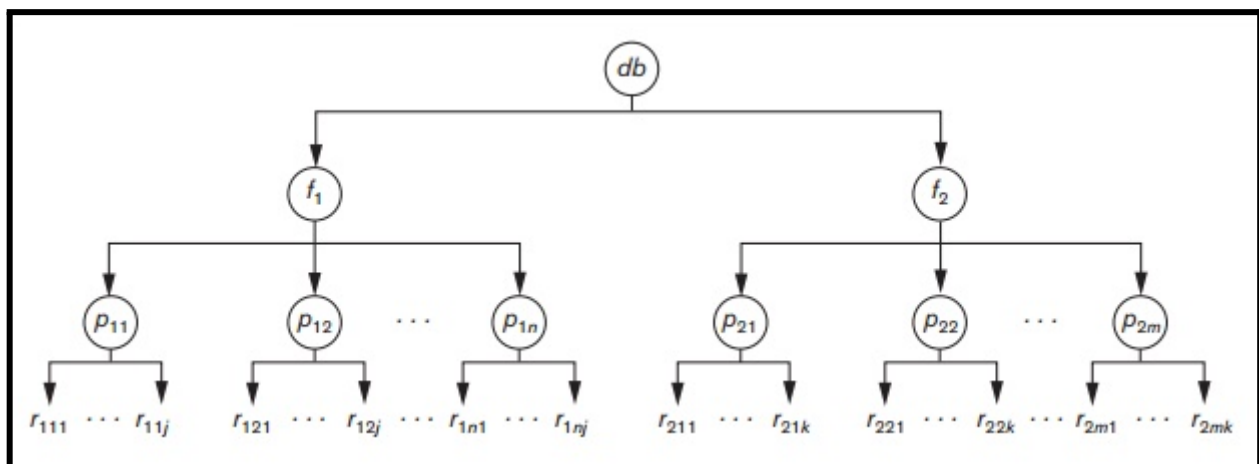 db
f₁ f₂
p₁₁ p₁₂ · · · p₁ₙ p₂₁ p₂₂ · · · p₂ₘ
r₁₁₁ · · · r₁₁ⱼ r₁₂₁ · · · r₁₂ⱼ · · · r₁ₙ₁ · · · r₁ₙⱼ r₂₁₁ · · · r₂₁ₖ r₂₂₁ · · · r₂₂ₖ · · · r₂ₘ₁ · · · r₂ₘₖ